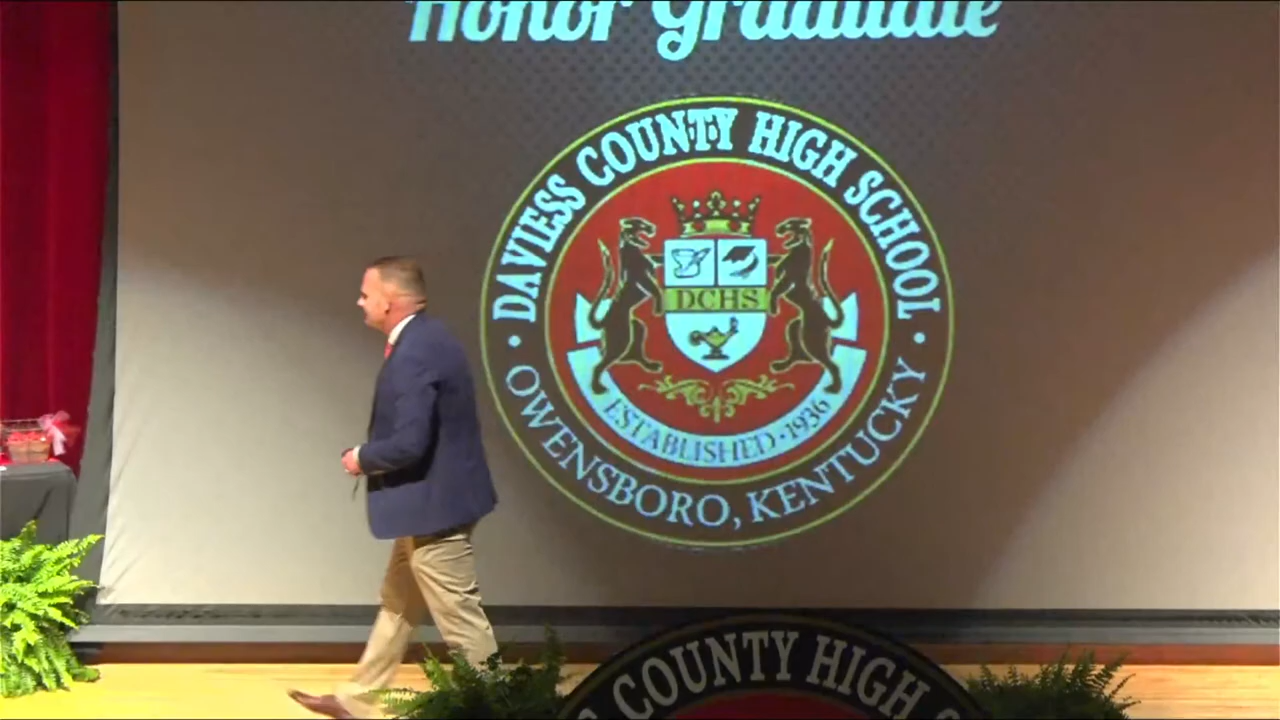 Honor Graduate
DAVIESS COUNTY HIGH SCHOOL
DCHS
ESTABLISHED · 1936
· OWENSBORO, KENTUCKY ·
COUNTY HIGH